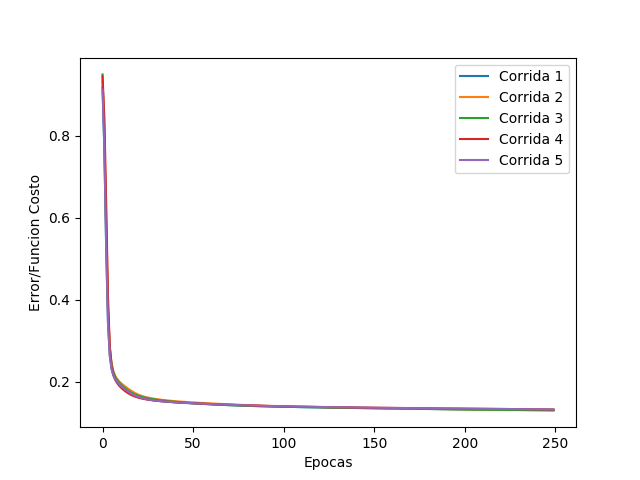 Corrida 1
Corrida 2
Corrida 3
Corrida 4
Corrida 5
Error/Funcion Costo
0.8
0.6
0.4
0.2
0 50 100 150 200 250
Epocas